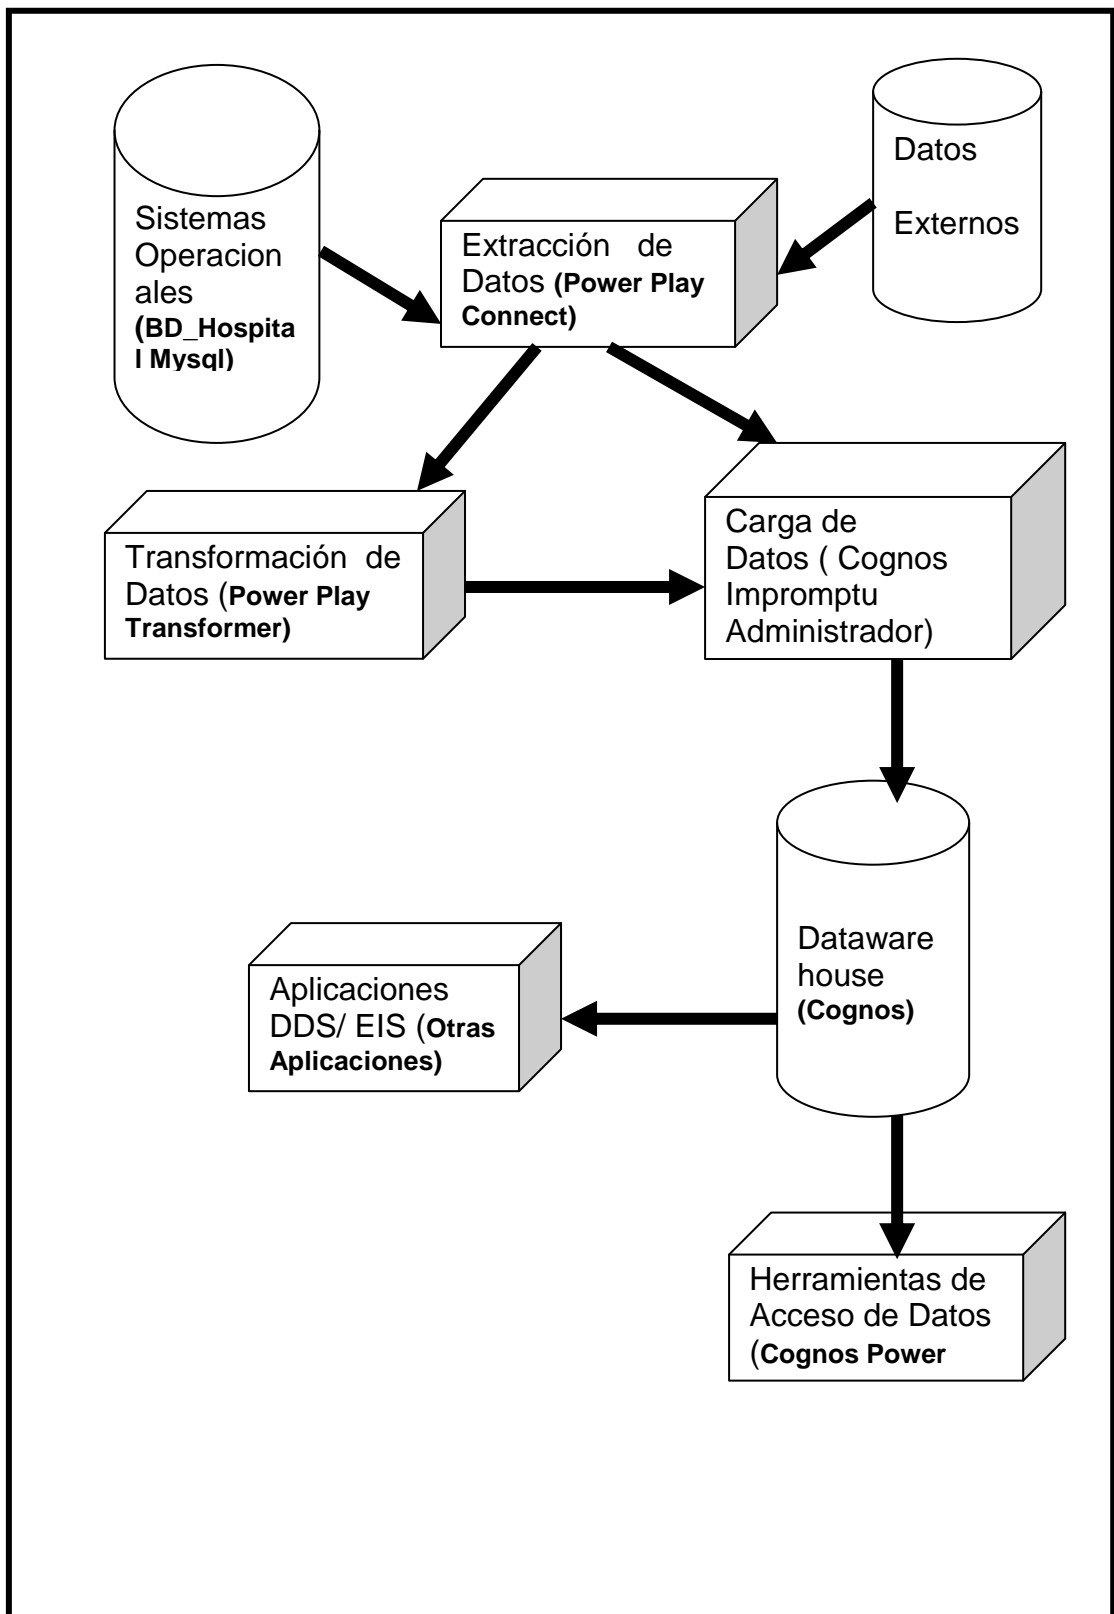 Sistemas
Operacion
ales
(BD_Hospita
l Mysql)
Extracción de
Datos (Power Play
Connect)
Datos
Externos
Transformación de
Datos (Power Play
Transformer)
Carga de
Datos ( Cognos
Impromptu
Administrador)
Dataware
house
(Cognos)
Aplicaciones
DDS/ EIS (Otras
Aplicaciones)
Herramientas de
Acceso de Datos
(Cognos Power